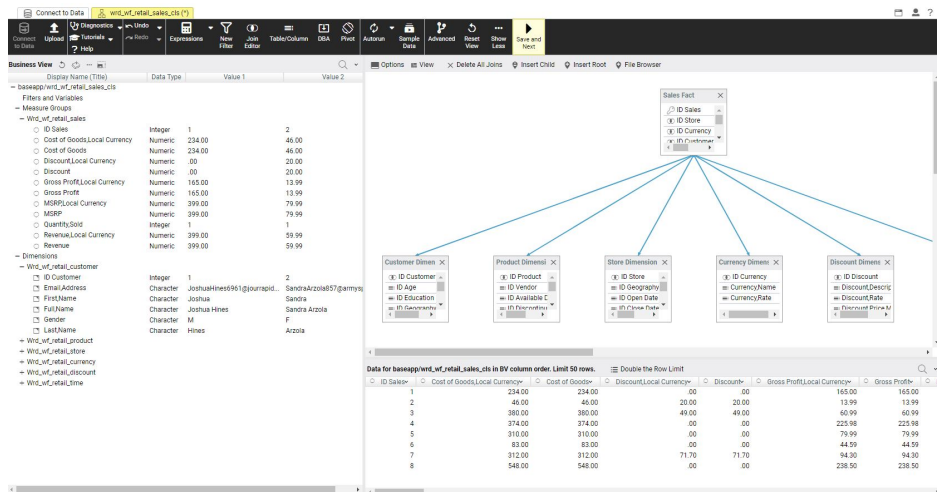 Connect to Data wrd_wf_retail_sales_cls (*)
Connect to Data Upload Diagnostics Tutorials Help Undo Redo Expressions New Filter Join Editor Table/Column DBA Pivot Autorun Sample Data Advanced Reset View Show Less Save and Next
Business View
Options View Delete All Joins Insert Child Insert Root File Browser
Display Name (Title) Data Type Value 1 Value 2
baseapp/wrd_wf_retail_sales_cls
Filters and Variables
Measure Groups
Wrd_wf_retail_sales
ID Sales Integer 1 2
Cost of Goods,Local Currency Numeric 234.00 46.00
Cost of Goods Numeric 234.00 46.00
Discount,Local Currency Numeric .00 20.00
Discount Numeric .00 20.00
Gross Profit,Local Currency Numeric 165.00 13.99
Gross Profit Numeric 165.00 13.99
MSRP,Local Currency Numeric 399.00 79.99
MSRP Numeric 399.00 79.99
Quantity,Sold Integer 1 1
Revenue,Local Currency Numeric 399.00 59.99
Revenue Numeric 399.00 59.99
Dimensions
Wrd_wf_retail_customer
ID Customer Integer 1 2
Email,Address Character JoshuaHines6961@jourrapid... SandraArzola857@armys
First,Name Character Joshua Sandra
Full,Name Character Joshua Hines Sandra Arzola
Gender Character M F
Last,Name Character Hines Arzola
Wrd_wf_retail_product
Wrd_wf_retail_store
Wrd_wf_retail_currency
Wrd_wf_retail_discount
Wrd_wf_retail_time
Sales Fact
ID Sales
ID Store
ID Currency
ID Customer
Customer Dimen
ID Customer
ID Age
ID Education
ID Geography
Product Dimensi
ID Product
ID Vendor
ID Available D
ID Discontinu
Store Dimension
ID Store
ID Geography
ID Open Date
ID Close Date
Currency Dimens
ID Currency
Currency,Name
Currency,Rate
Discount Dimens
ID Discount
Discount,Descrip
Discount,Rate
Discount Price M
Data for baseapp/wrd_wf_retail_sales_cls in BV column order. Limit 50 rows. Double the Row Limit
ID Sales Cost of Goods,Local Currency Cost of Goods Discount,Local Currency Discount Gross Profit,Local Currency Gross Profit
1 234.00 234.00 .00 .00 165.00 165.00
2 46.00 46.00 20.00 20.00 13.99 13.99
3 380.00 380.00 49.00 49.00 60.99 60.99
4 374.00 374.00 .00 .00 225.98 225.98
5 310.00 310.00 .00 .00 79.99 79.99
6 83.00 83.00 .00 .00 44.59 44.59
7 312.00 312.00 71.70 71.70 94.30 94.30
8 548.00 548.00 .00 .00 238.50 238.50